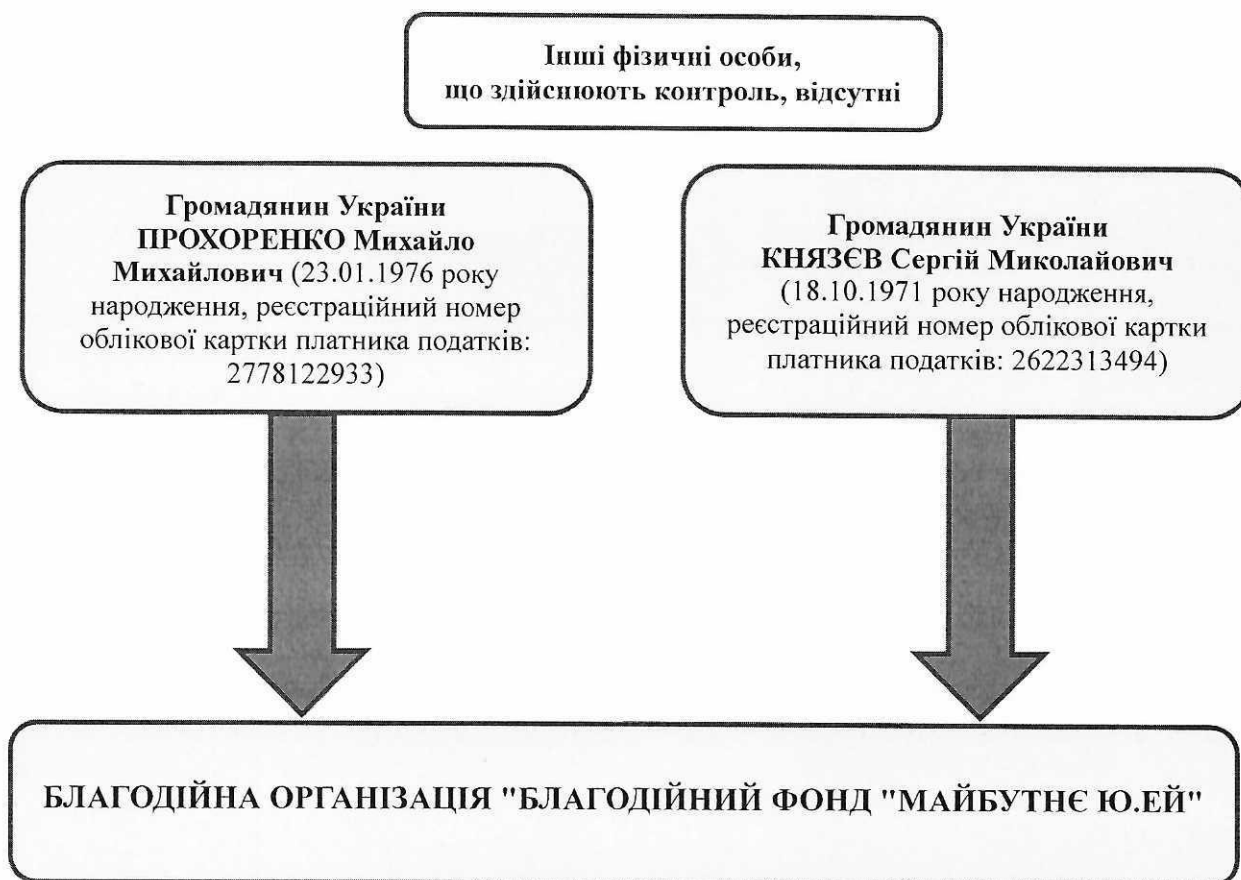 Інші фізичні особи,
що здійснюють контроль, відсутні
Громадянин України
ПРОХОРЕНКО Михайло
Михайлович (23.01.1976 року
народження, реєстраційний номер
облікової картки платника податків:
2778122933)
Громадянин України
КНЯЗЄВ Сергій Миколайович
(18.10.1971 року народження,
реєстраційний номер облікової картки
платника податків: 2622313494)
БЛАГОДІЙНА ОРГАНІЗАЦІЯ "БЛАГОДІЙНИЙ ФОНД "МАЙБУТНЄ Ю.ЕЙ"